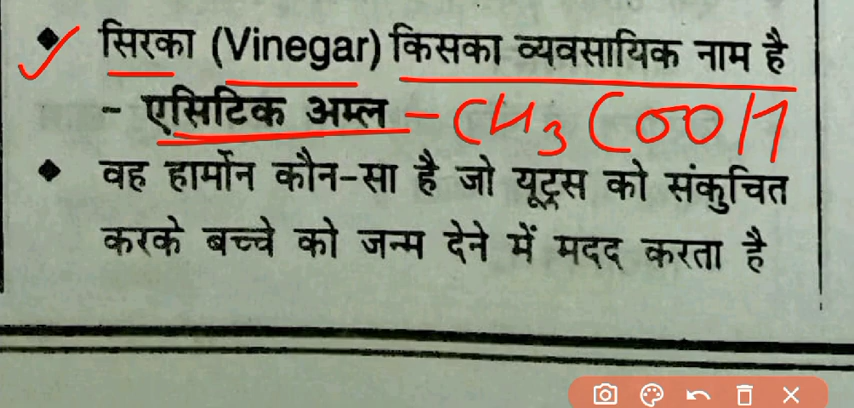 ◆ सिरका (Vinegar) किसका व्यवसायिक नाम है
- एसिटिक अम्ल - CH3COOH
◆ वह हार्मोन कौन-सा है जो यूट्रस को संकुचित
करके बच्चे को जन्म देने में मदद करता है